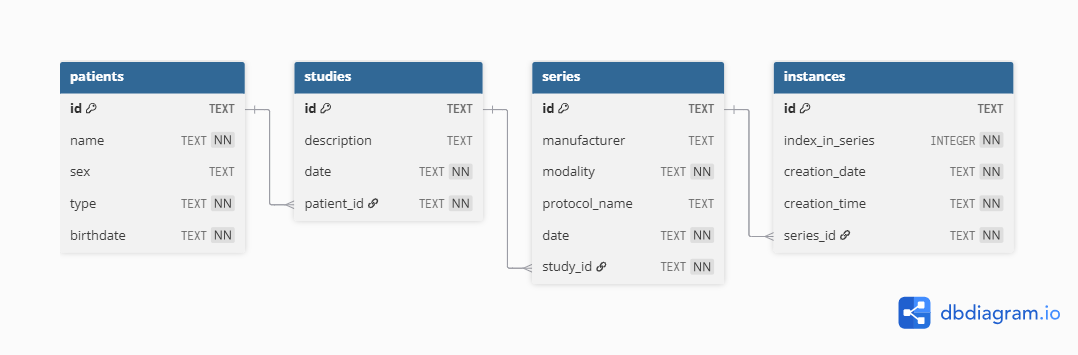 patients
id TEXT
name TEXT NN
sex TEXT
type TEXT NN
birthdate TEXT NN
studies
id TEXT
description TEXT
date TEXT NN
patient_id TEXT NN
series
id TEXT
manufacturer TEXT
modality TEXT NN
protocol_name TEXT
date TEXT NN
study_id TEXT NN
instances
id TEXT
index_in_series INTEGER NN
creation_date TEXT NN
creation_time TEXT NN
series_id TEXT NN
dbdiagram.io